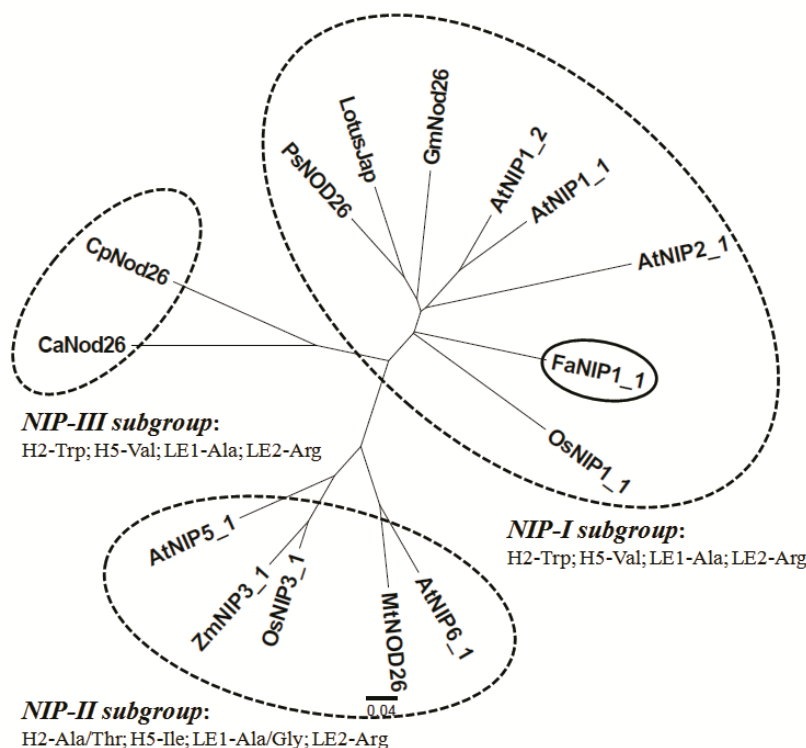 GmNod26
LotusJap
PsNOD26
AtNIP1_2
AtNIP1_1
AtNIP2_1
CpNod26
CaNod26
FaNIP1_1
OsNIP1_1
NIP-III subgroup:
H2-Trp; H5-Val; LE1-Ala; LE2-Arg
NIP-I subgroup:
H2-Trp; H5-Val; LE1-Ala; LE2-Arg
AtNIP5_1
ZmNIP3_1
OsNIP3_1
MtNOD26
AtNIP6_1
0.04
NIP-II subgroup:
H2-Ala/Thr; H5-Ile; LE1-Ala/Gly; LE2-Arg